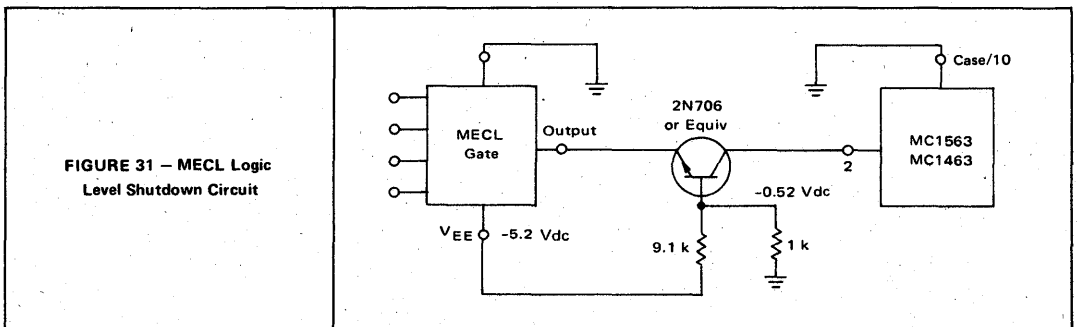 FIGURE 31 – MECL Logic
Level Shutdown Circuit
MECL
Gate
Output
VEE
-5.2 Vdc
2N706
or Equiv
-0.52 Vdc
9.1 k
1 k
2
Case/10
MC1563
MC1463